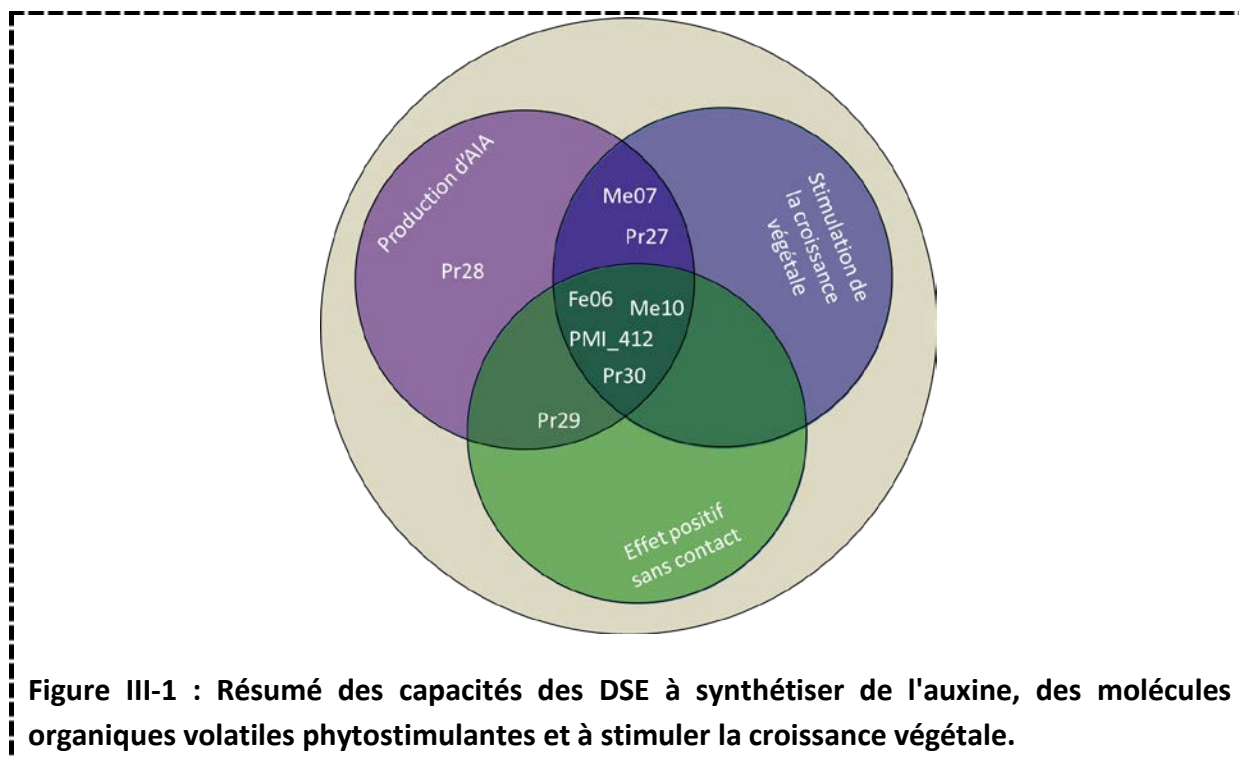 Production d'AIA
Stimulation de
la croissance
végétale
Me07
Pr27
Pr28
Fe06
Me10
PMI_412
Pr30
Pr29
Effet positif
sans contact
Figure III-1 : Résumé des capacités des DSE à synthétiser de l'auxine, des molécules
organiques volatiles phytostimulantes et à stimuler la croissance végétale.